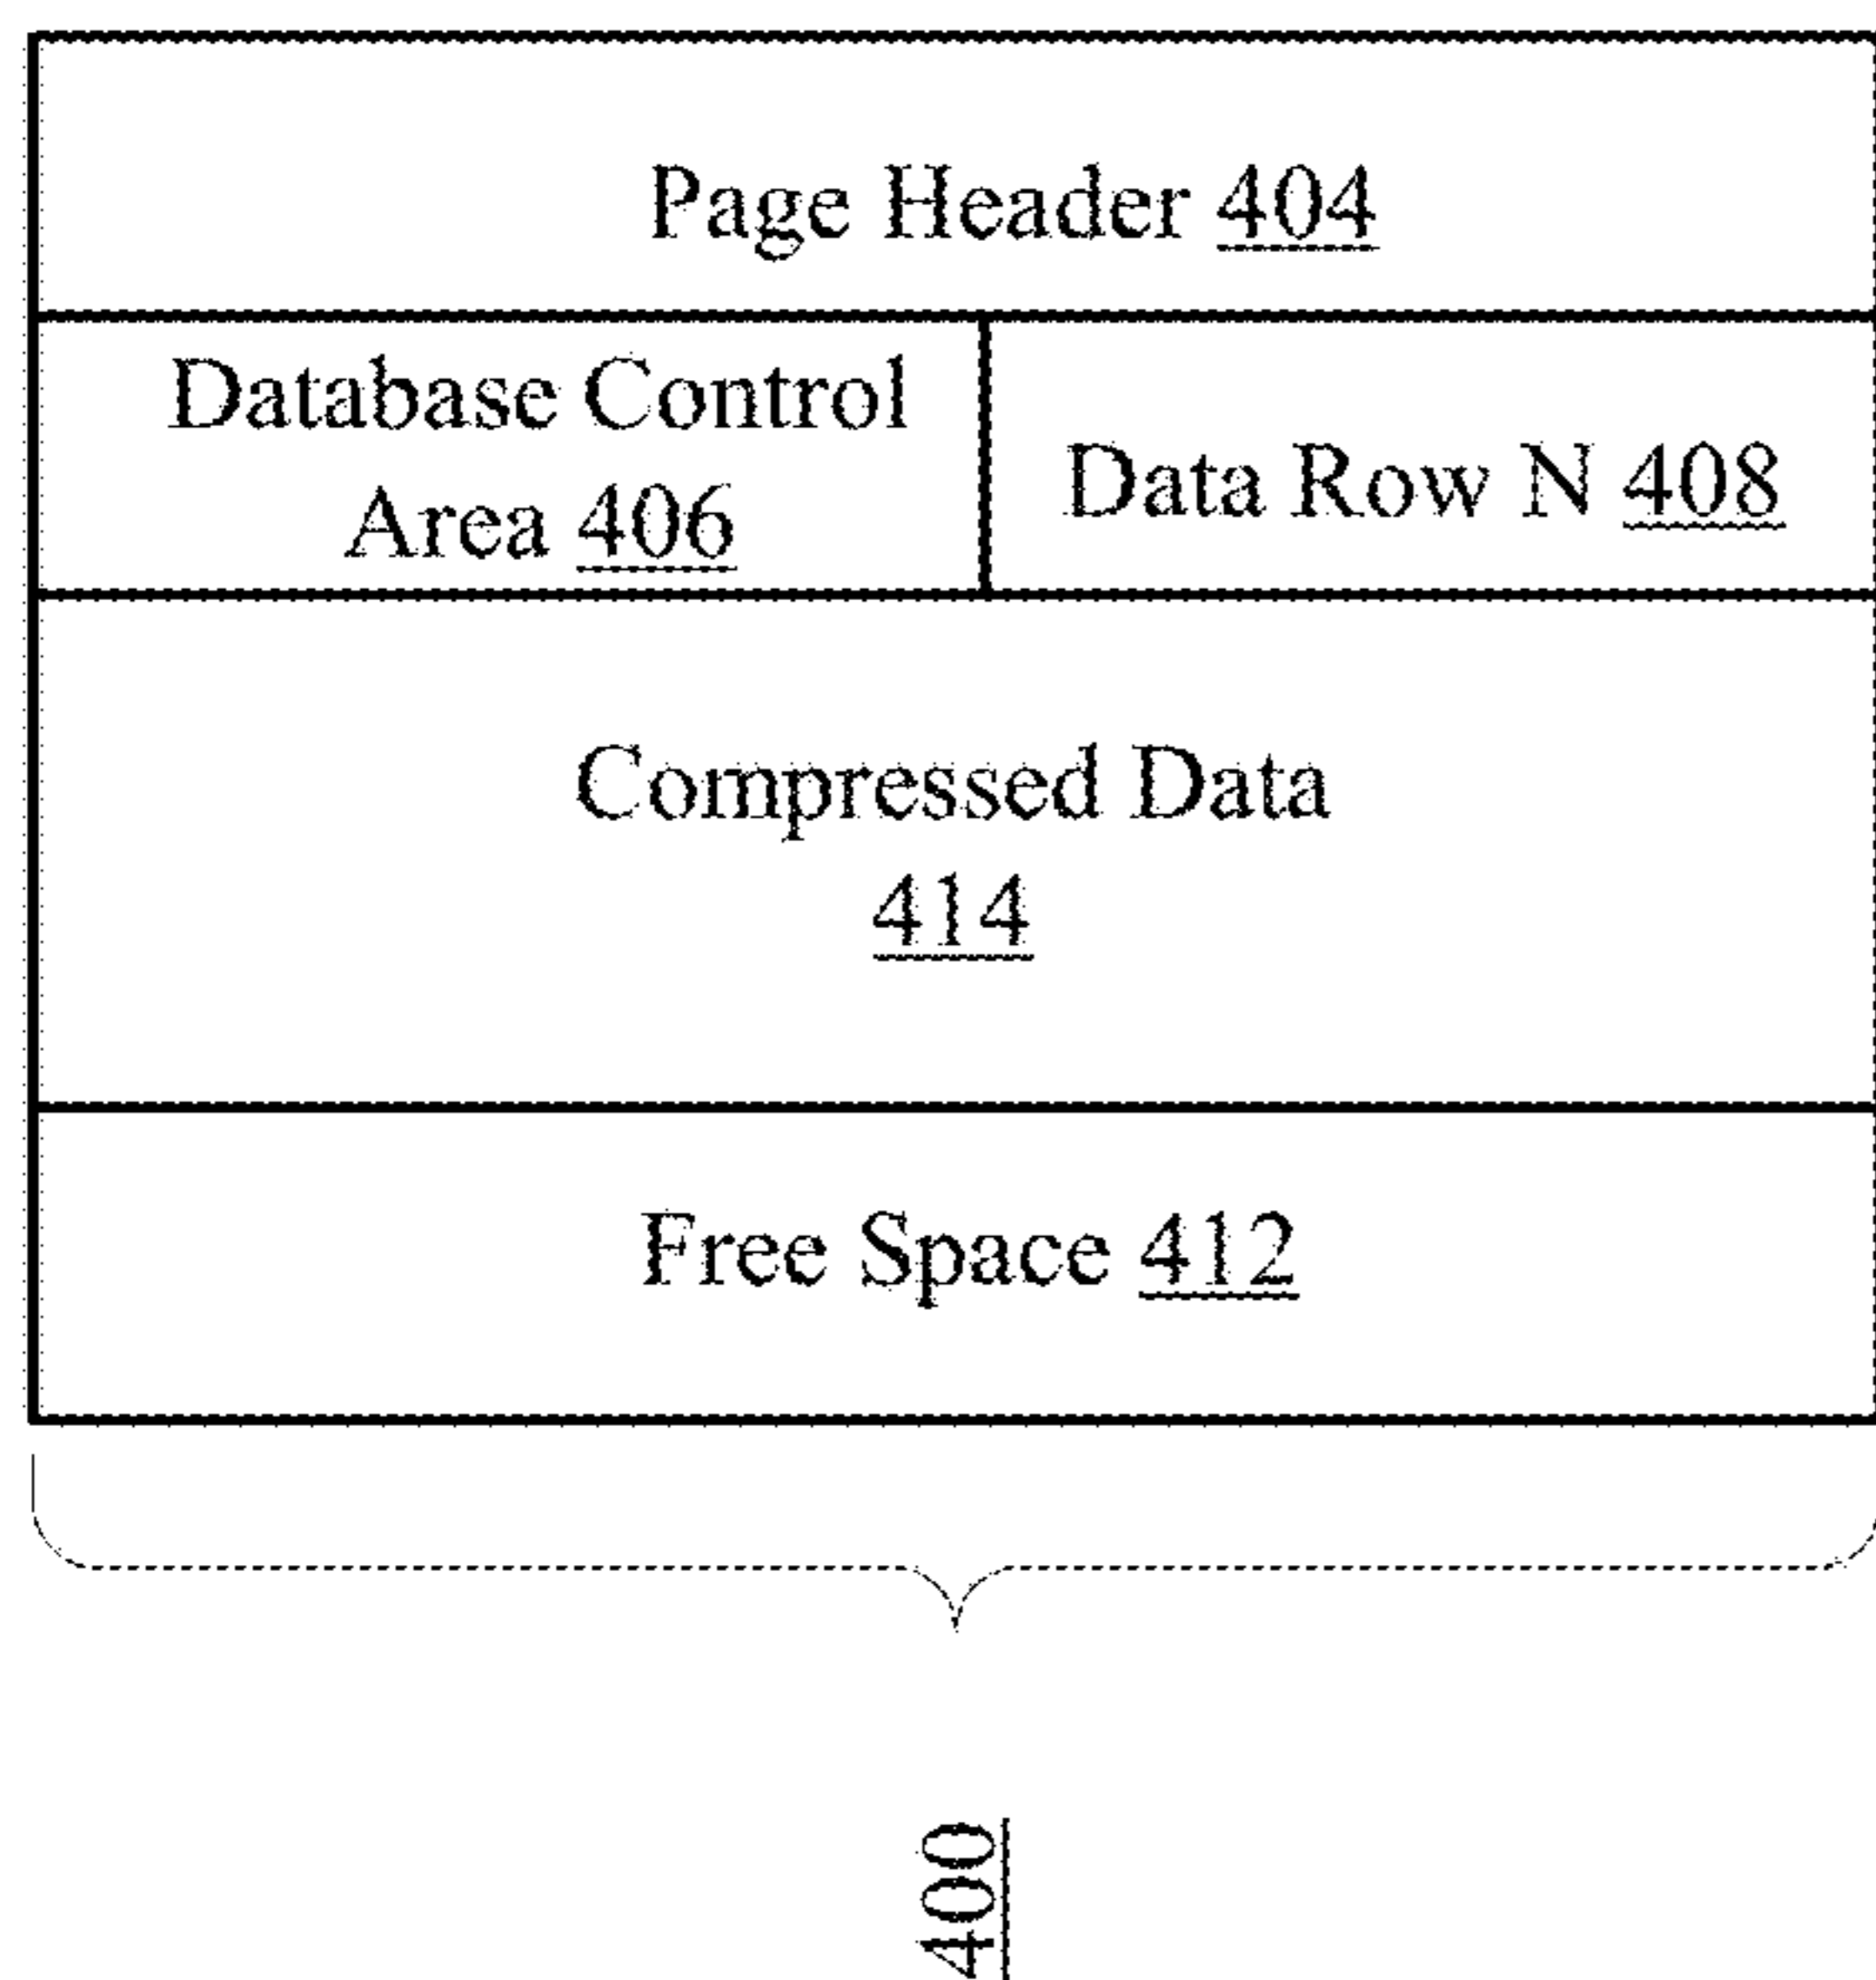 Page Header 404
Database Control
Area 406
Data Row N 408
Compressed Data
414
Free Space 412
400